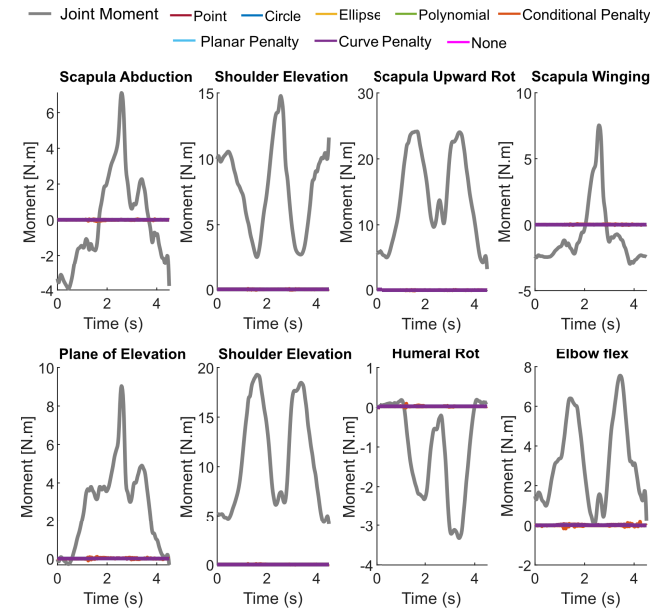 Joint Moment Point Circle Ellipse Polynomial Conditional Penalty
Planar Penalty Curve Penalty None
Scapula Abduction Shoulder Elevation Scapula Upward Rot Scapula Winging
Moment [N.m] Moment [N.m] Moment [N.m] Moment [N.m]
6 4 2 0 -2 -4
15 10 5 0
30 20 10 0
10 5 0 -5
0 2 4 0 2 4 0 2 4 0 2 4
Time (s) Time (s) Time (s) Time (s)
Plane of Elevation Shoulder Elevation Humeral Rot Elbow flex
Moment [N.m] Moment [N.m] Moment [N.m] Moment [N.m]
10 8 6 4 2 0
20 15 10 5 0
1 0 -1 -2 -3 -4
8 6 4 2 0 -2
0 2 4 0 2 4 0 2 4 0 2 4
Time (s) Time (s) Time (s) Time (s)